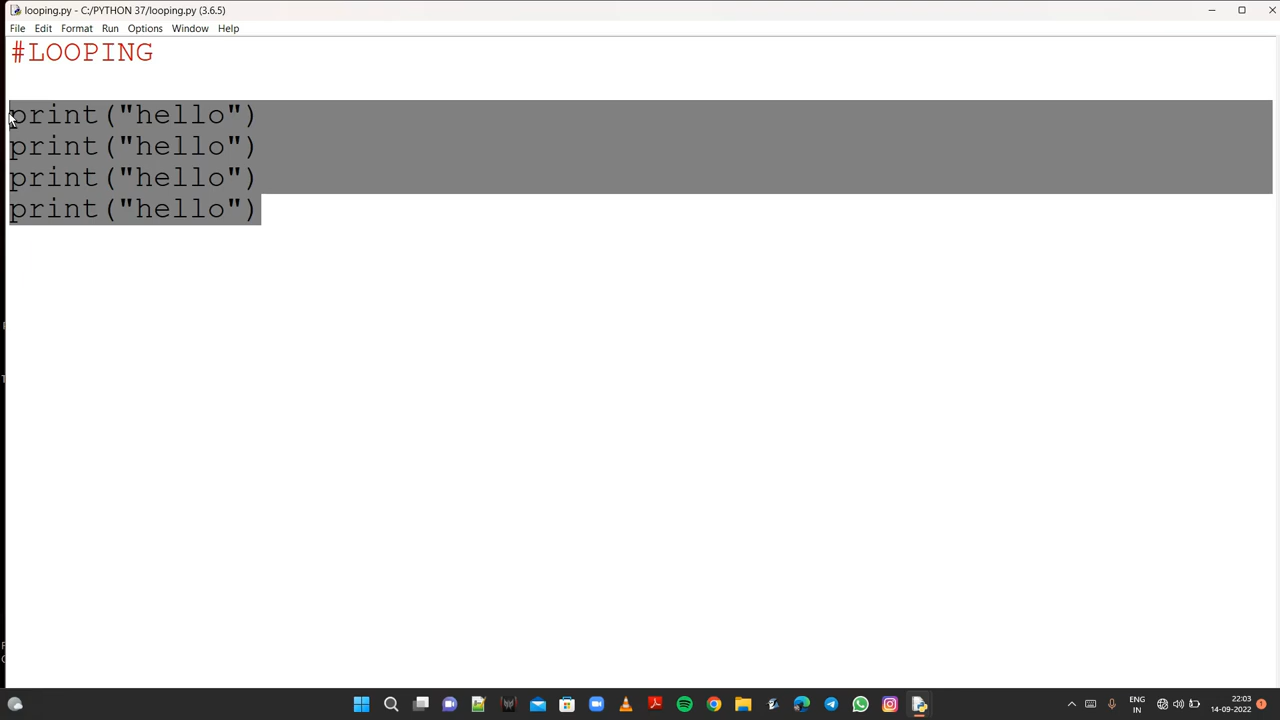 looping.py - C:/PYTHON 37/looping.py (3.6.5)
File Edit Format Run Options Window Help
#LOOPING
print("hello")
print("hello")
print("hello")
print("hello")
ENG
IN
22:03
14-09-2022
1